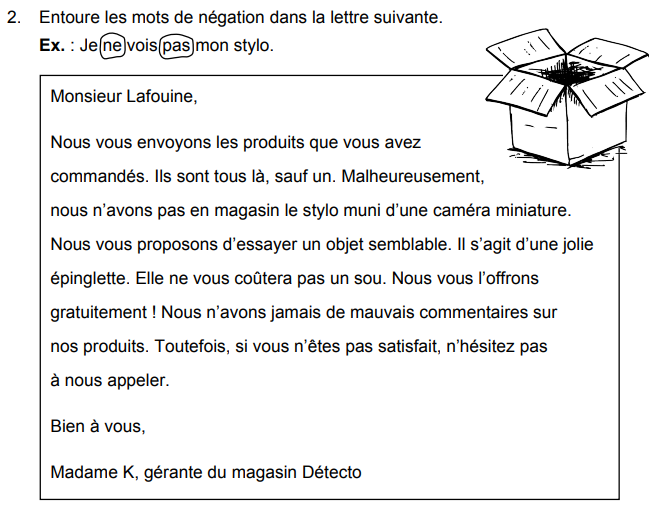 2. Entoure les mots de négation dans la lettre suivante.
Ex. : Je ne vois pas mon stylo.
Monsieur Lafouine,
Nous vous envoyons les produits que vous avez
commandés. Ils sont tous là, sauf un. Malheureusement,
nous n’avons pas en magasin le stylo muni d’une caméra miniature.
Nous vous proposons d’essayer un objet semblable. Il s’agit d’une jolie
épinglette. Elle ne vous coûtera pas un sou. Nous vous l’offrons
gratuitement ! Nous n’avons jamais de mauvais commentaires sur
nos produits. Toutefois, si vous n’êtes pas satisfait, n’hésitez pas
à nous appeler.
Bien à vous,
Madame K, gérante du magasin Détecto